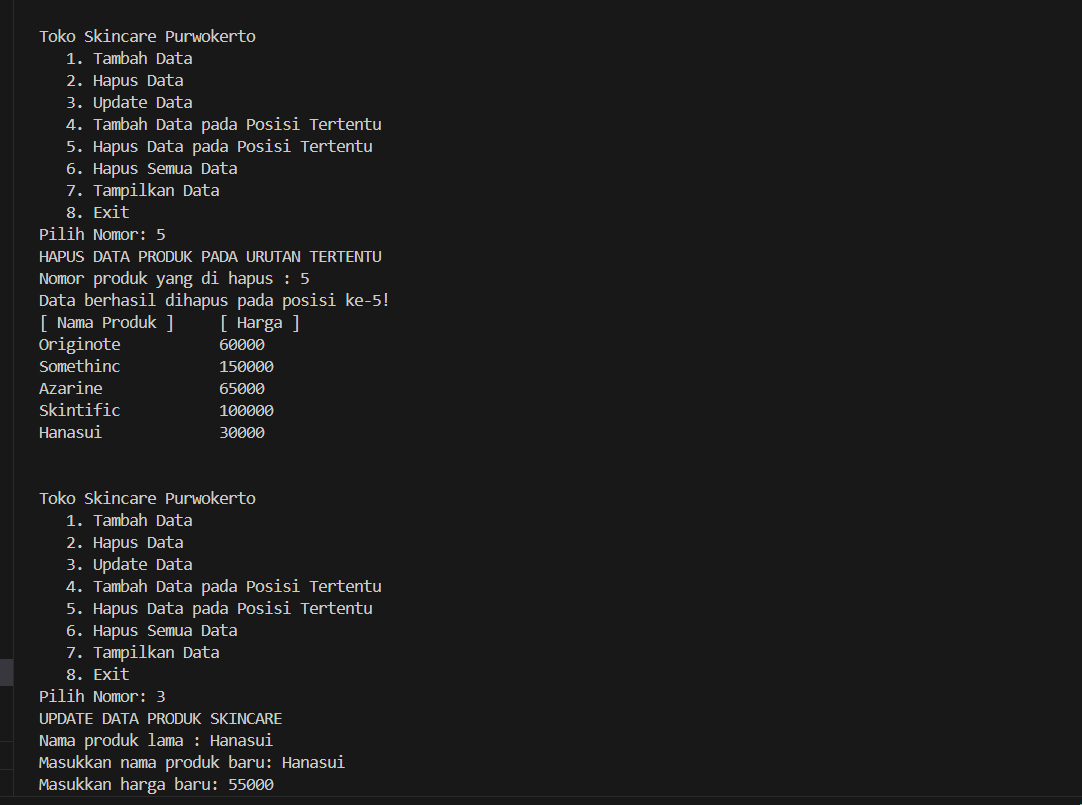 Toko Skincare Purwokerto
   1. Tambah Data
   2. Hapus Data
   3. Update Data
   4. Tambah Data pada Posisi Tertentu
   5. Hapus Data pada Posisi Tertentu
   6. Hapus Semua Data
   7. Tampilkan Data
   8. Exit
Pilih Nomor: 5
HAPUS DATA PRODUK PADA URUTAN TERTENTU
Nomor produk yang di hapus : 5
Data berhasil dihapus pada posisi ke-5!
[ Nama Produk ]     [ Harga ]
Originote           60000
Somethinc           150000
Azarine             65000
Skintific           100000
Hanasui             30000
Toko Skincare Purwokerto
   1. Tambah Data
   2. Hapus Data
   3. Update Data
   4. Tambah Data pada Posisi Tertentu
   5. Hapus Data pada Posisi Tertentu
   6. Hapus Semua Data
   7. Tampilkan Data
   8. Exit
Pilih Nomor: 3
UPDATE DATA PRODUK SKINCARE
Nama produk lama : Hanasui
Masukkan nama produk baru: Hanasui
Masukkan harga baru: 55000